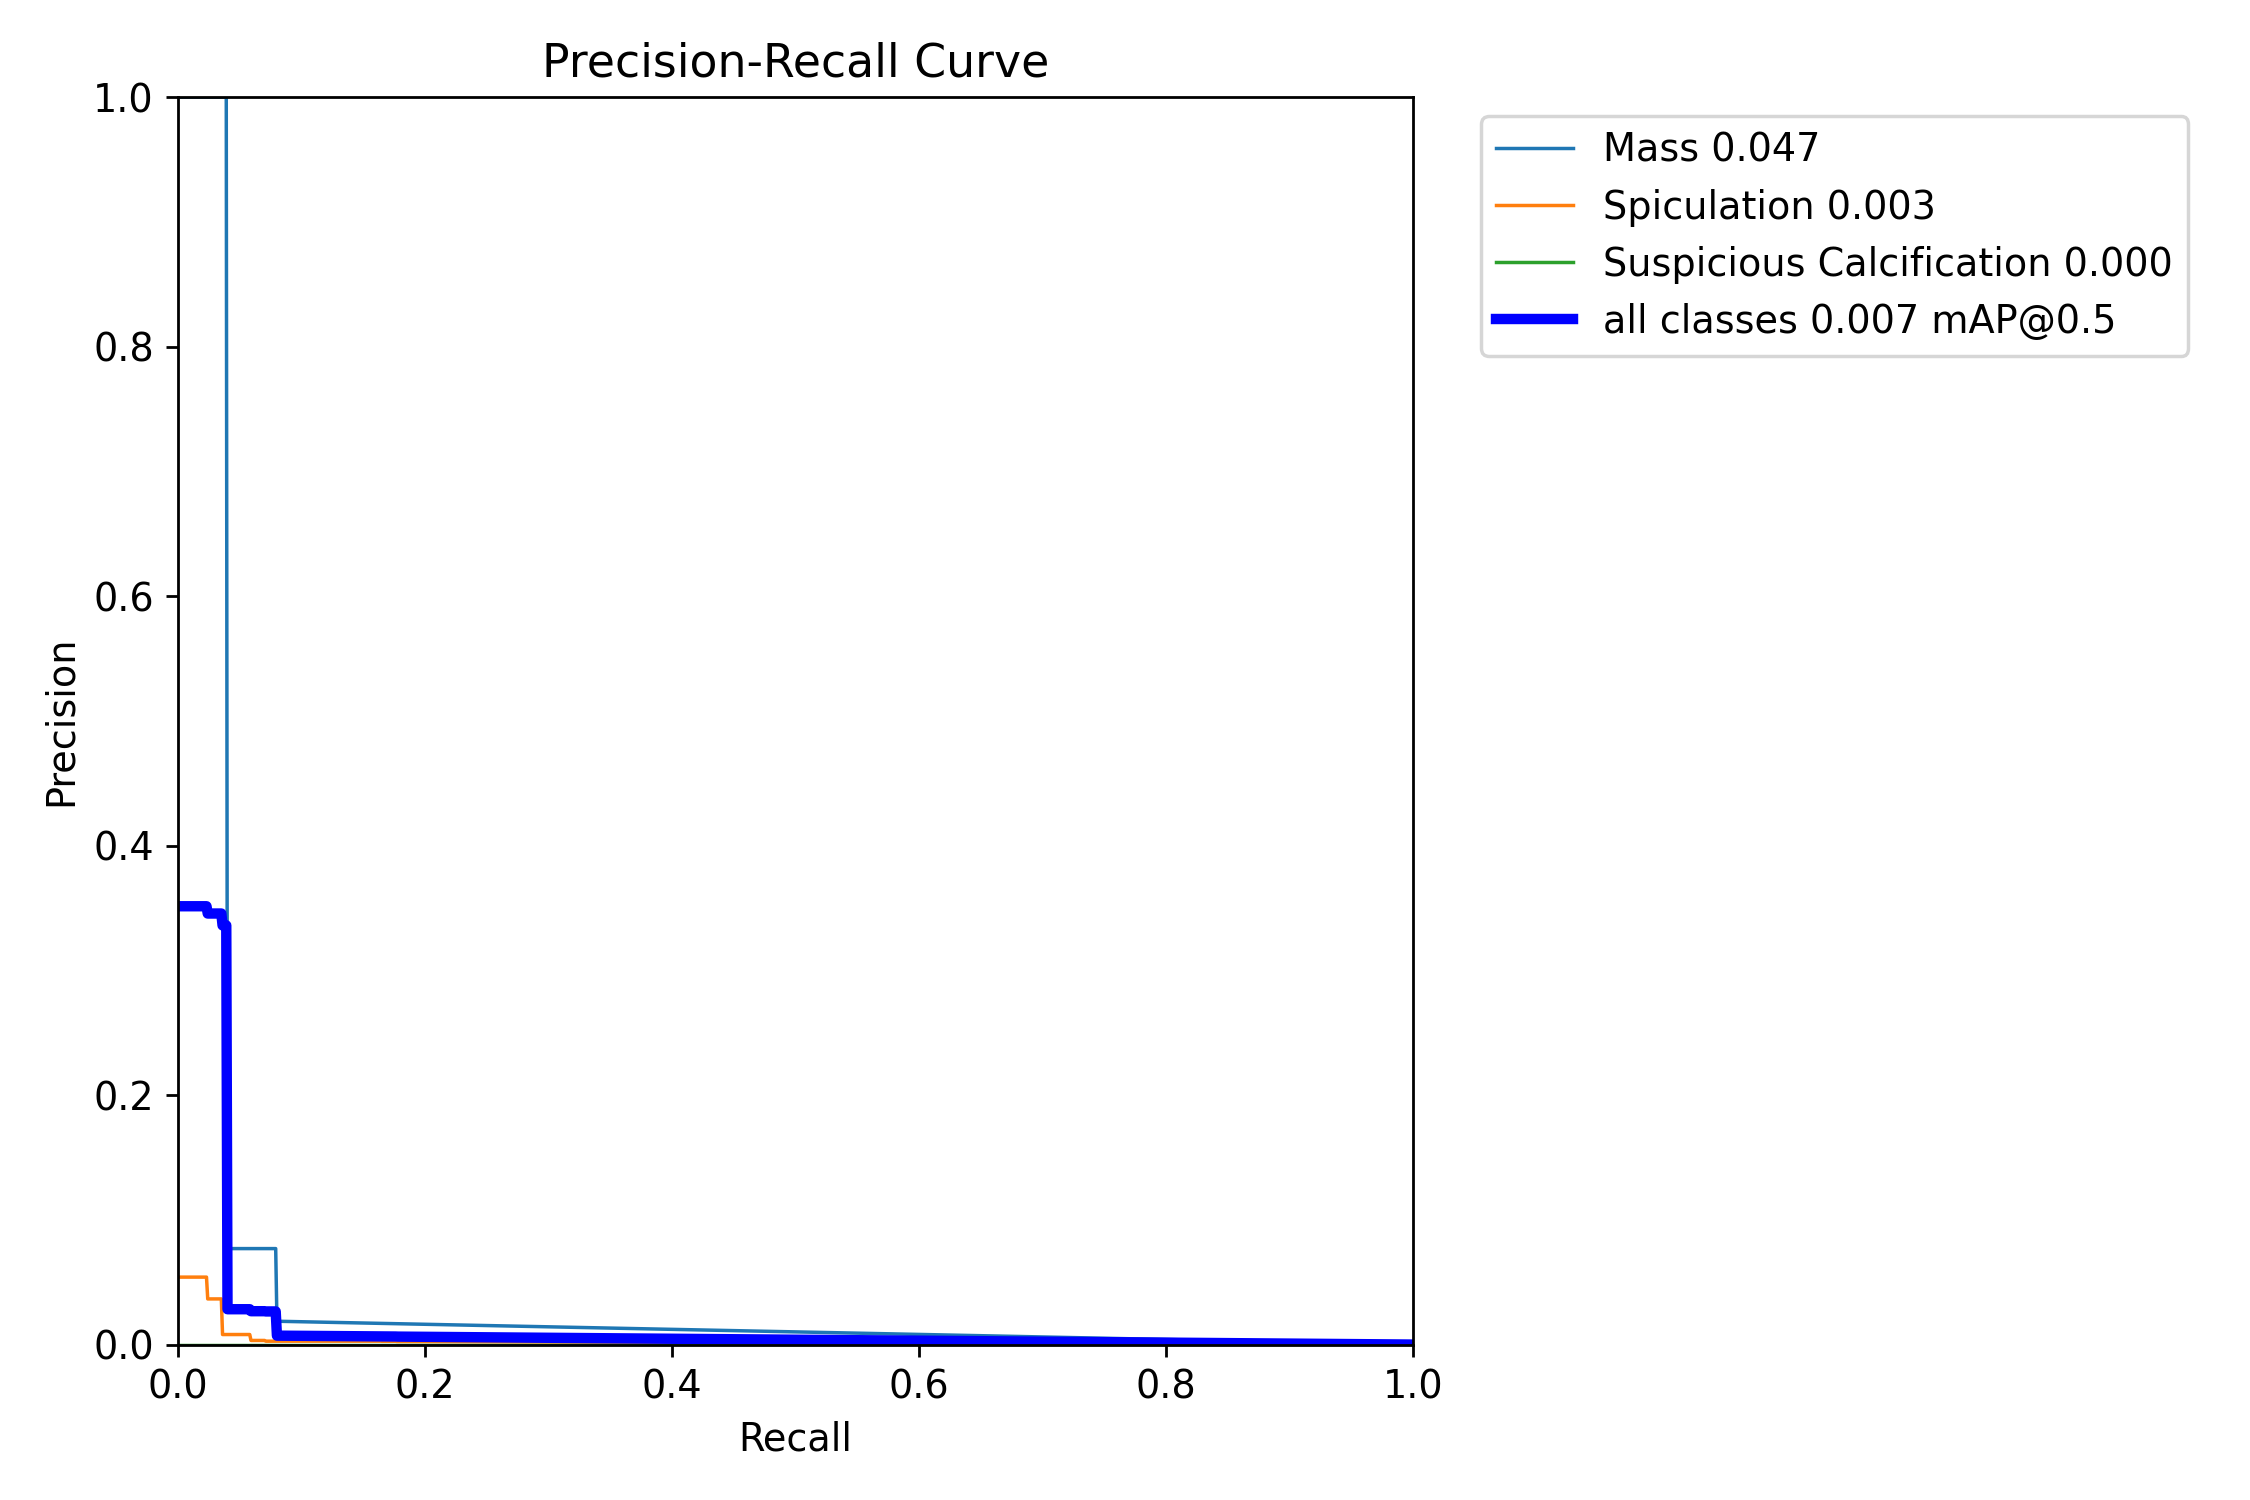 Precision-Recall Curve
1.0
0.8
0.6
0.4
0.2
0.0
Precision
0.0 0.2 0.4 0.6 0.8 1.0
Recall
Mass 0.047
Spiculation 0.003
Suspicious Calcification 0.000
all classes 0.007 mAP@0.5